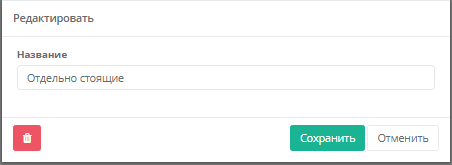 Редактировать
Название
Отдельно стоящие
Сохранить Отменить